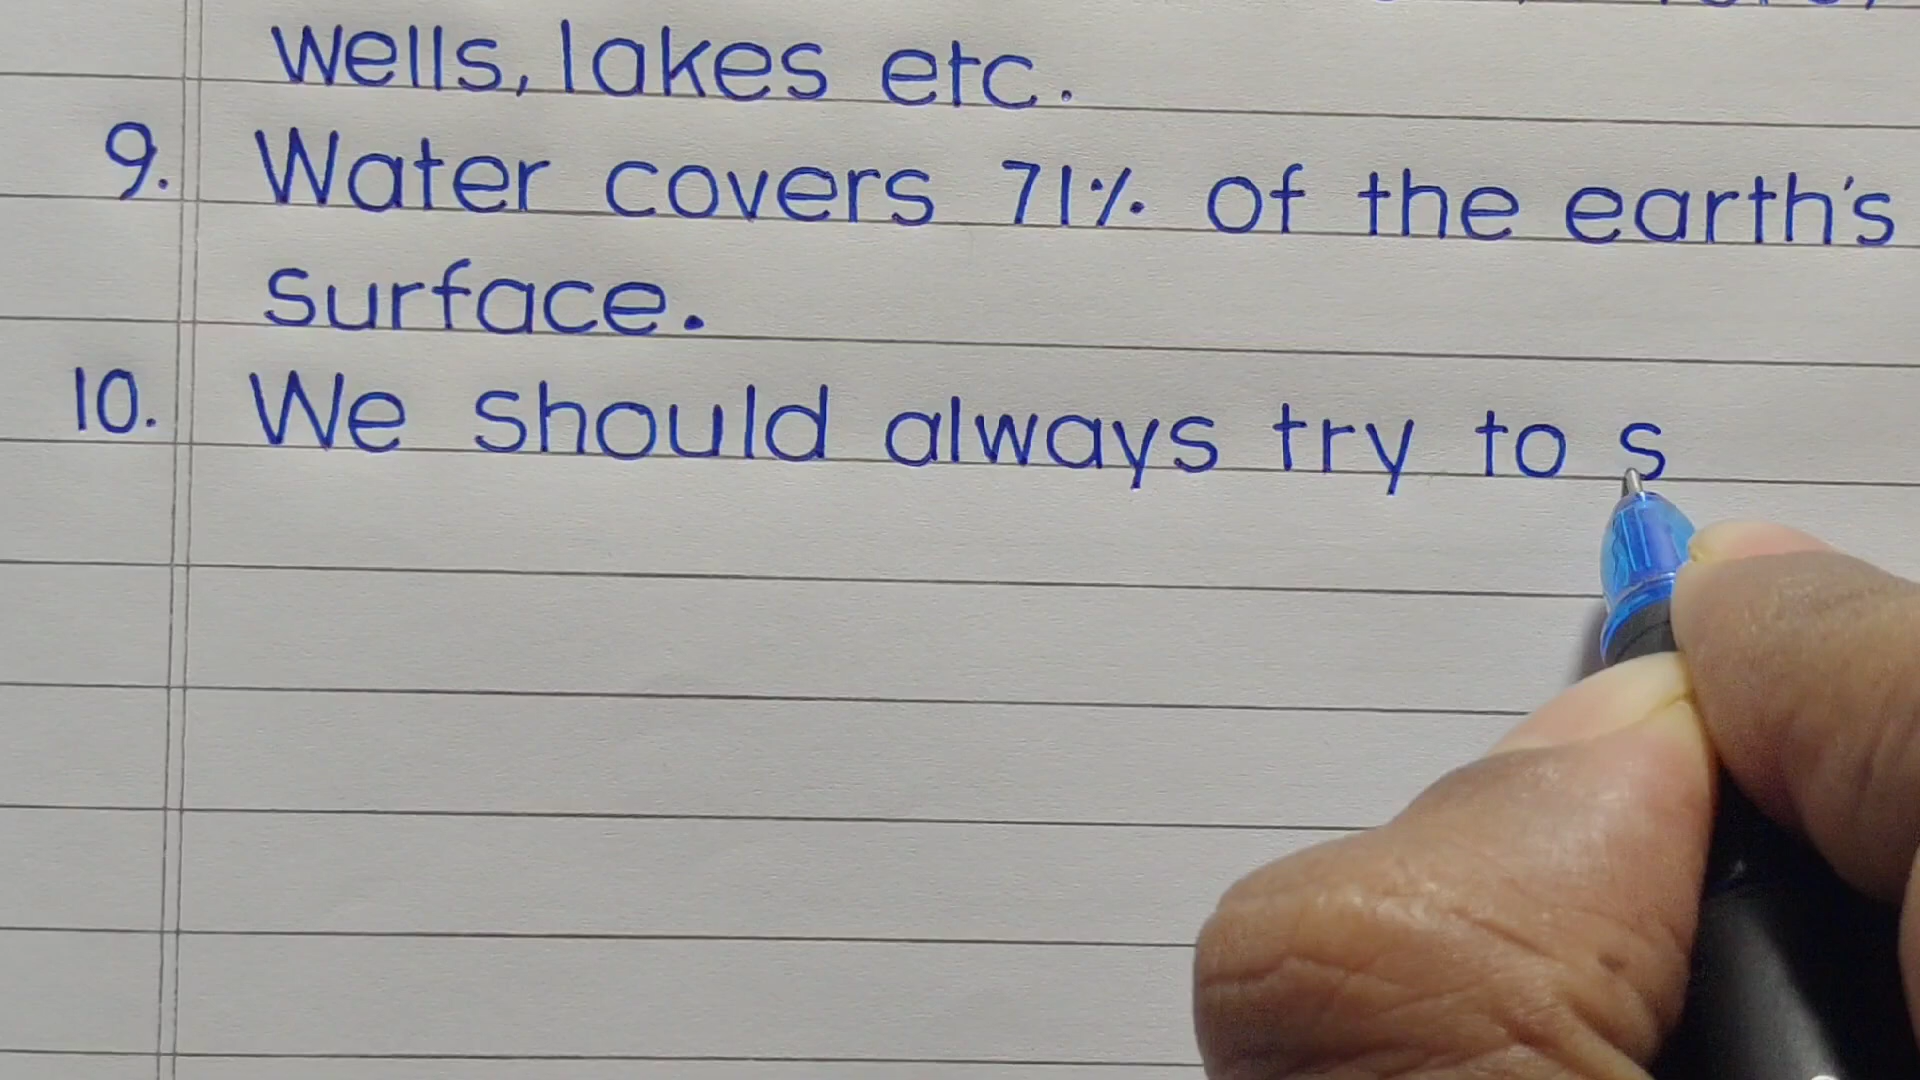 wells, lakes etc.
9. Water covers 71% of the earth's
surface.
10. We should always try to s